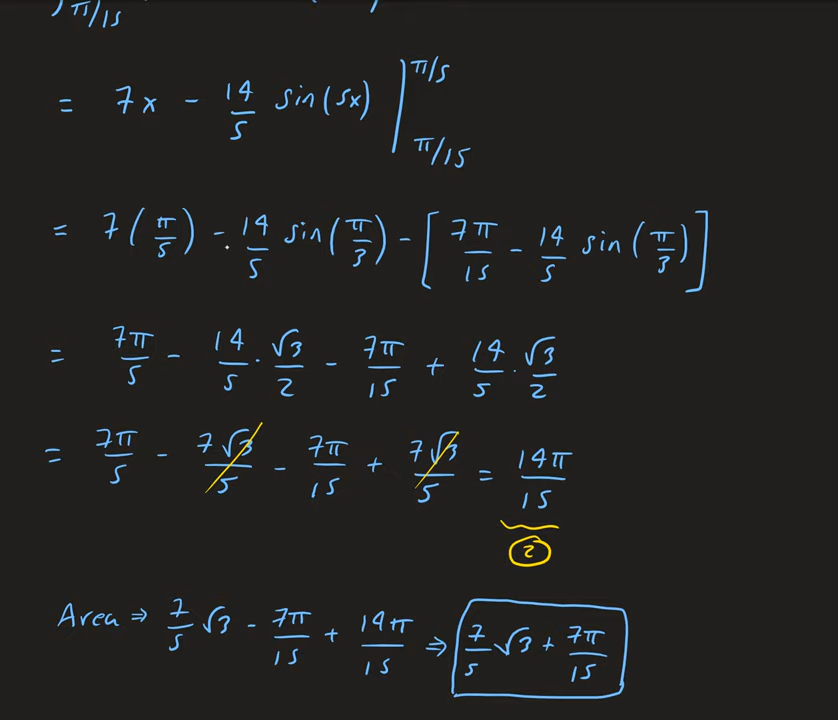 ∫π/15
= 7x - 14/5 sin(5x) |π/5 π/15
= 7(π/5) - 14/5 sin(π/3) - [7π/15 - 14/5 sin(π/3)]
= 7π/5 - 14/5 · √3/2 - 7π/15 + 14/5 · √3/2
= 7π/5 - 7√3/5 - 7π/15 + 7√3/5 = 14π/15
2
Area ⇒ 7/5 √3 - 7π/15 + 14π/15 ⇒ 7/5 √3 + 7π/15